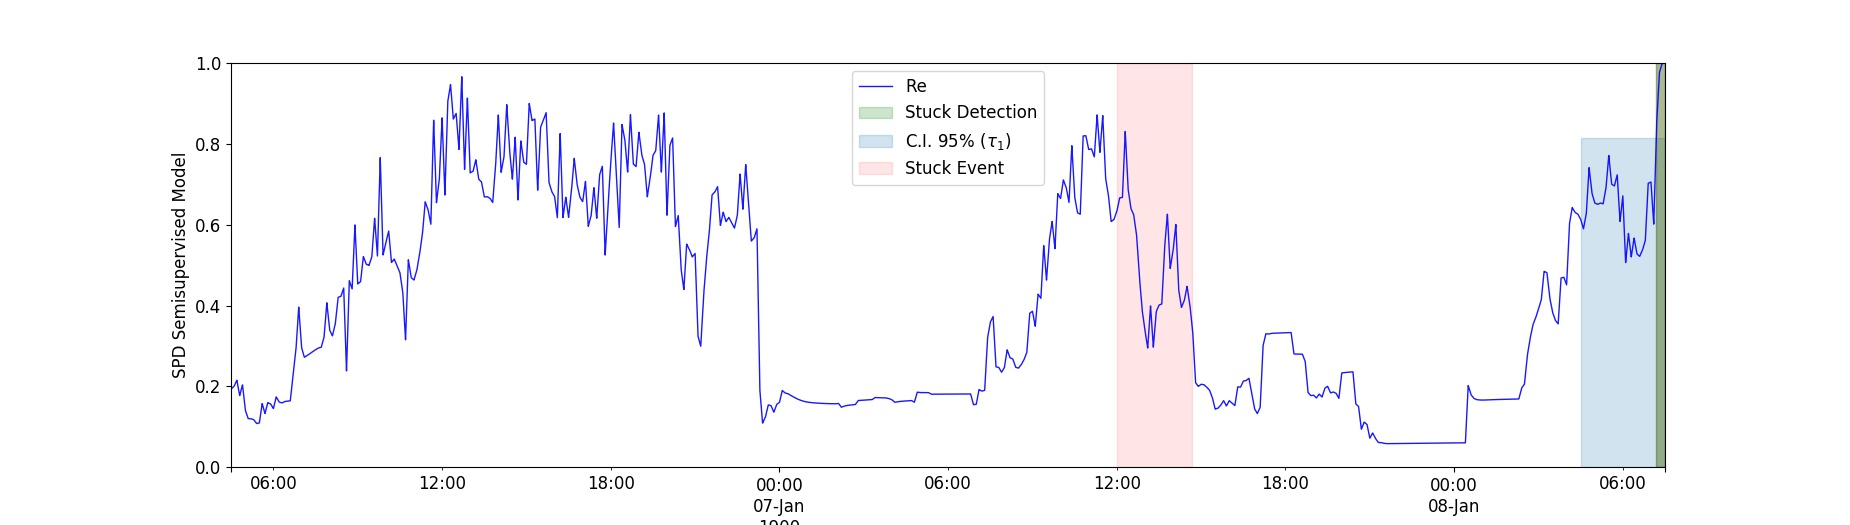 SPD Semisupervised Model
1.0
0.8
0.6
0.4
0.2
0.0
Re
Stuck Detection
C.I. 95% (τ₁)
Stuck Event
06:00 12:00 18:00 00:00 06:00 12:00 18:00 00:00 06:00
07-Jan 08-Jan
1900